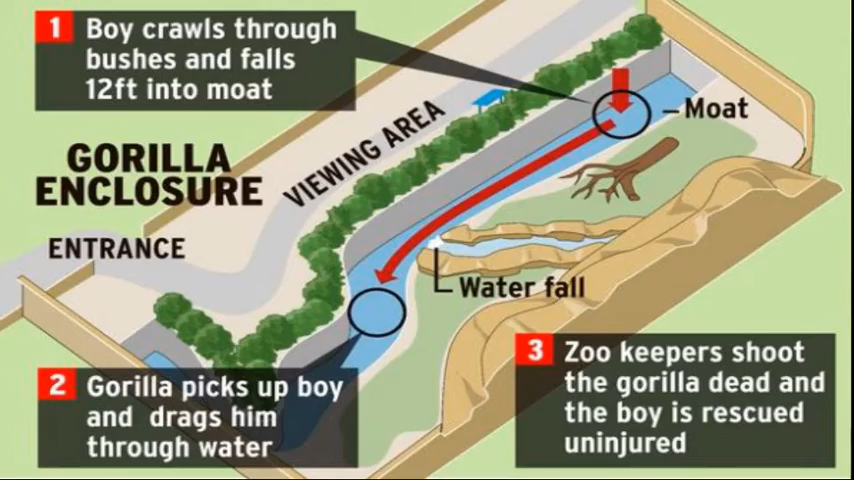 1 Boy crawls through
bushes and falls
12ft into moat
Moat
VIEWING AREA
GORILLA
ENCLOSURE
ENTRANCE
Water fall
2 Gorilla picks up boy
and drags him
through water
3 Zoo keepers shoot
the gorilla dead and
the boy is rescued
uninjured